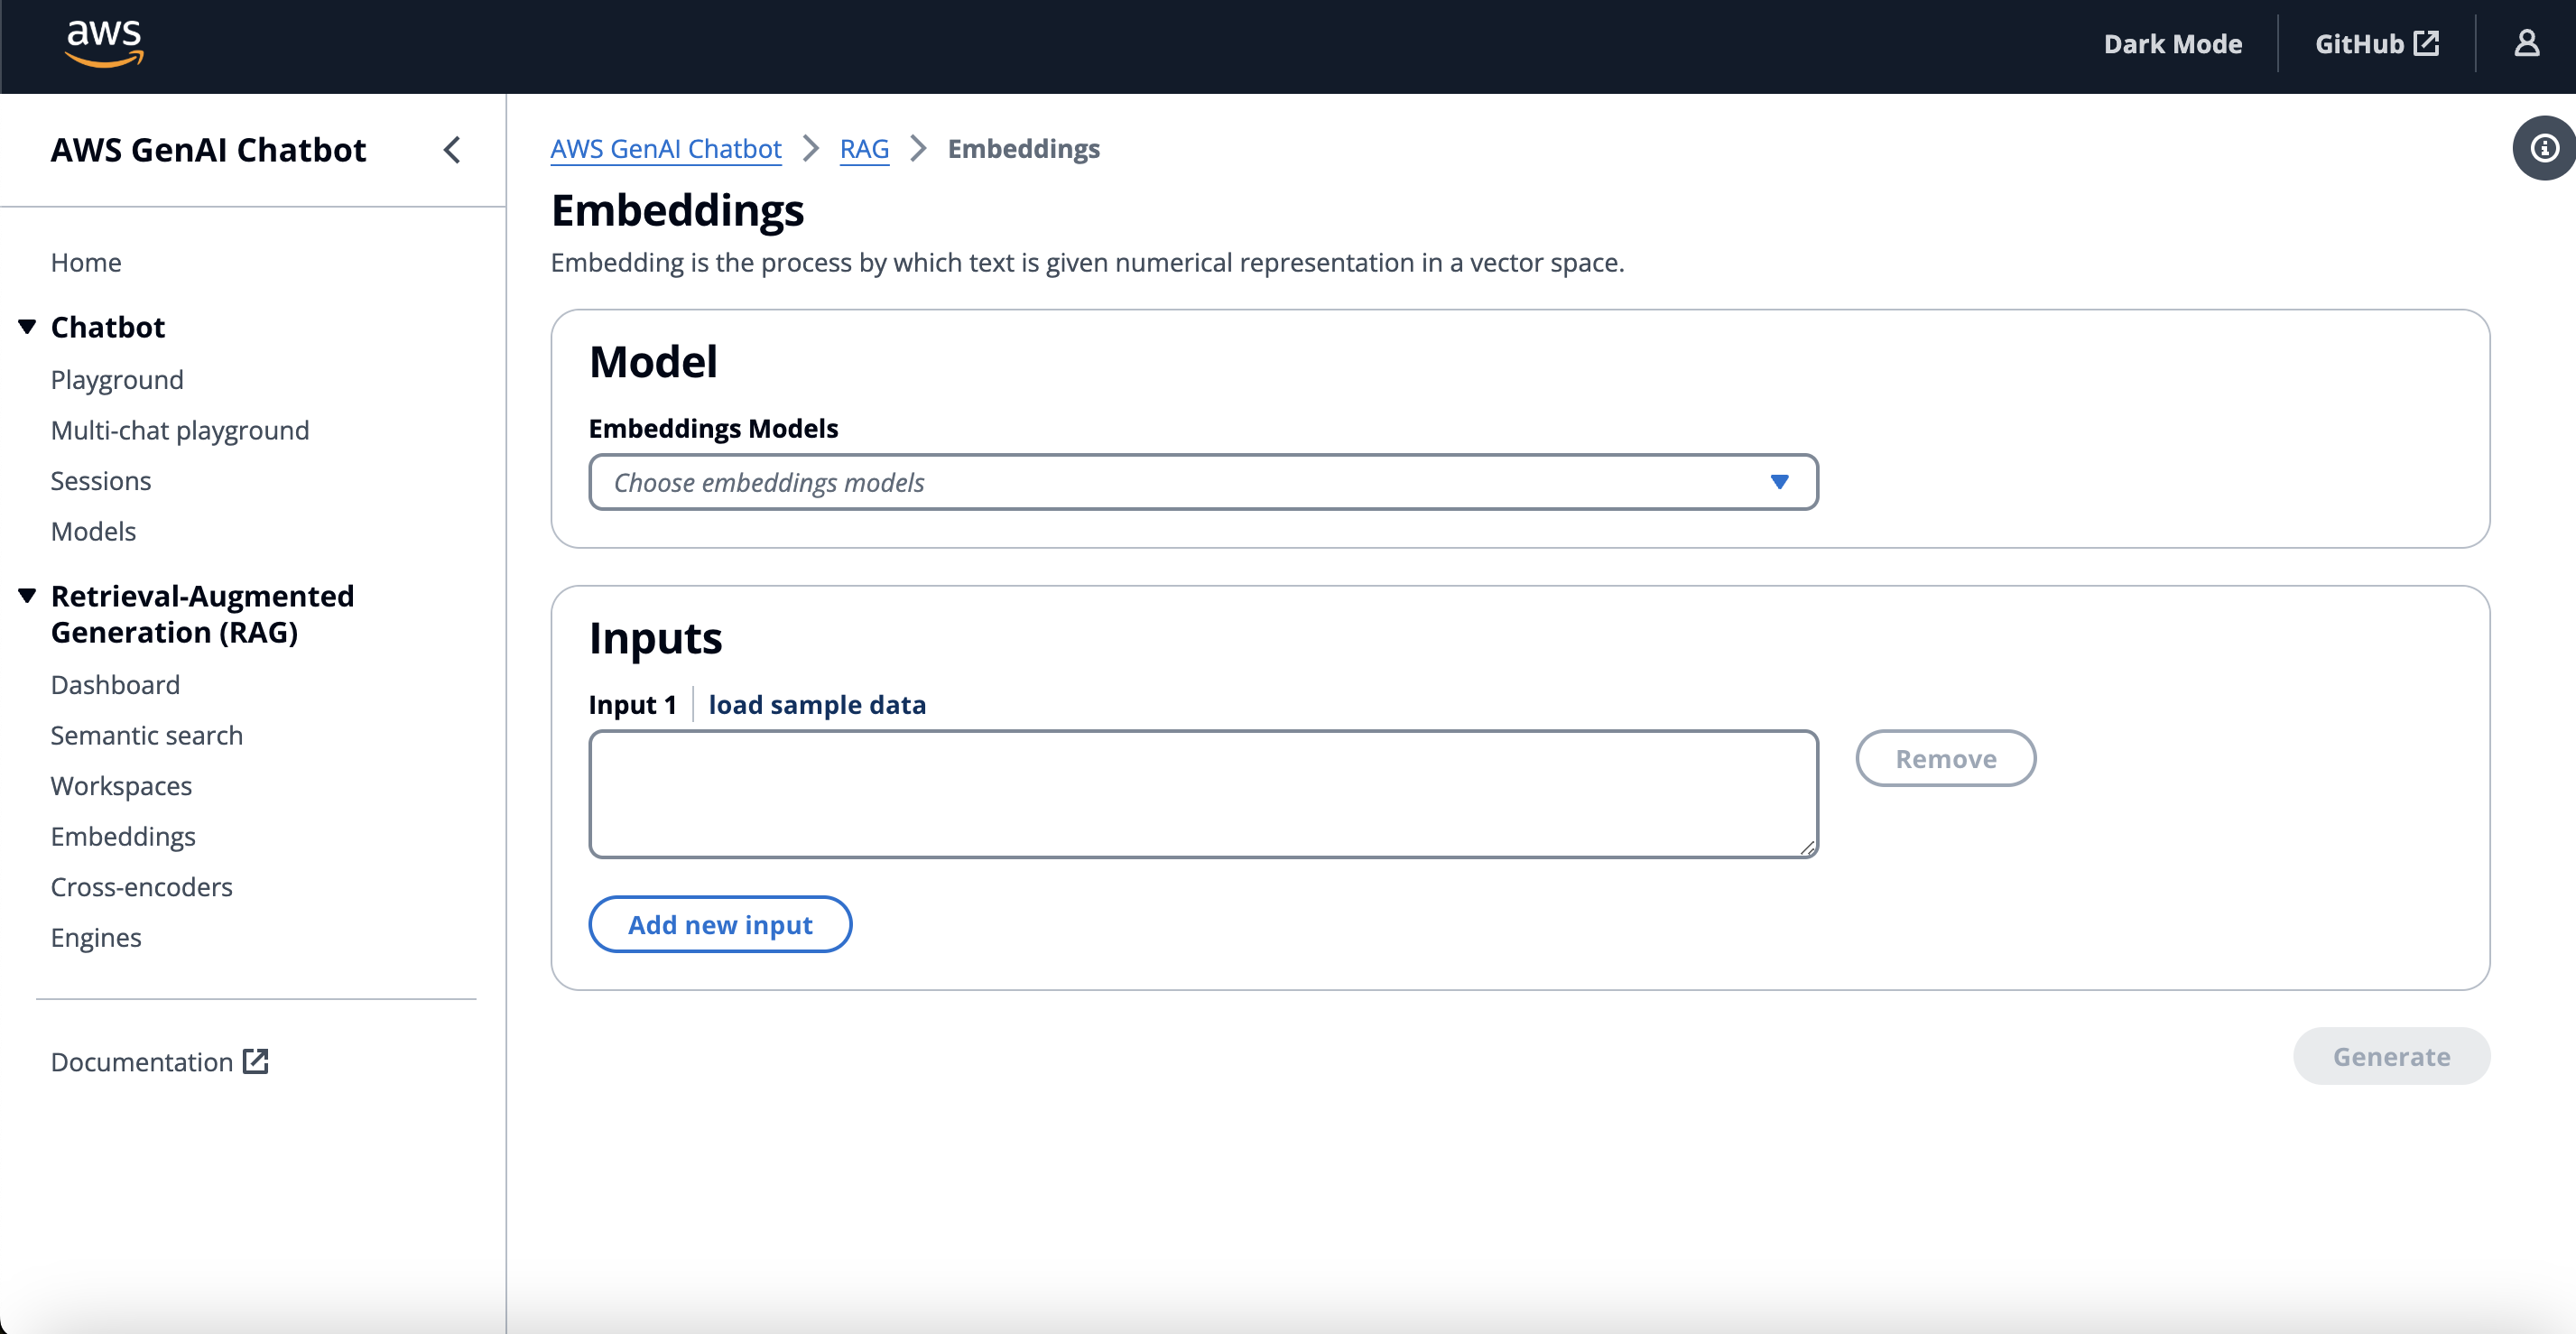 aws
Dark Mode
GitHub
AWS GenAI Chatbot
Home
Chatbot
Playground
Multi-chat playground
Sessions
Models
Retrieval-Augmented
Generation (RAG)
Dashboard
Semantic search
Workspaces
Embeddings
Cross-encoders
Engines
Documentation
AWS GenAI Chatbot > RAG > Embeddings
Embeddings
Embedding is the process by which text is given numerical representation in a vector space.
Model
Embeddings Models
Choose embeddings models
Inputs
Input 1 | load sample data
Remove
Add new input
Generate